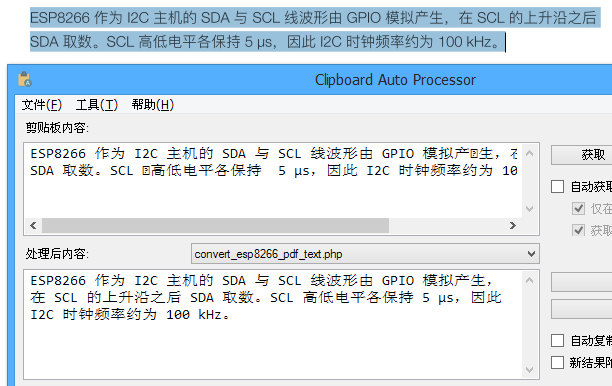 ESP8266 作为 I2C 主机的 SDA 与 SCL 线波形由 GPIO 模拟产生，在 SCL 的上升沿之后
SDA 取数。SCL 高低电平各保持 5 μs，因此 I2C 时钟频率约为 100 kHz。
Clipboard Auto Processor
文件(F) 工具(T) 帮助(H)
剪贴板内容:
ESP8266 作为 I2C 主机的 SDA 与 SCL 线波形由 GPIO 模拟产生，
SDA 取数。SCL 高低电平各保持 5 μs，因此 I2C 时钟频率约为 10
获取
自动获取
仅在
获取
处理后内容:
convert_esp8266_pdf_text.php
ESP8266 作为 I2C 主机的 SDA 与 SCL 线波形由 GPIO 模拟产生，
在 SCL 的上升沿之后 SDA 取数。SCL 高低电平各保持 5 μs，因此
I2C 时钟频率约为 100 kHz。
自动复制
新结果